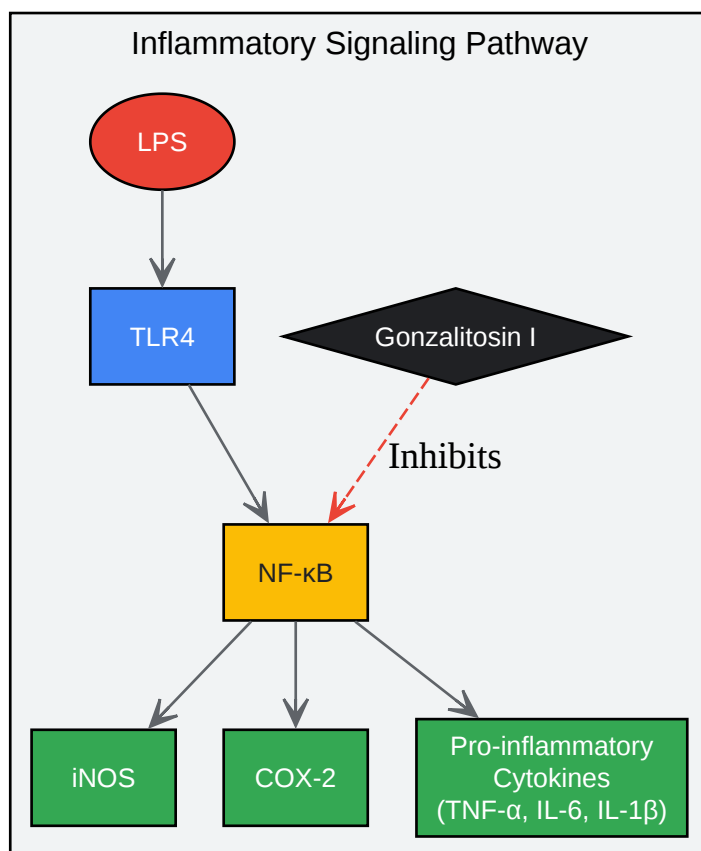 Inflammatory Signaling Pathway
LPS
TLR4
Gonzalitosin I
Inhibits
NF-κB
iNOS
COX-2
Pro-inflammatory
Cytokines
(TNF-α, IL-6, IL-1β)